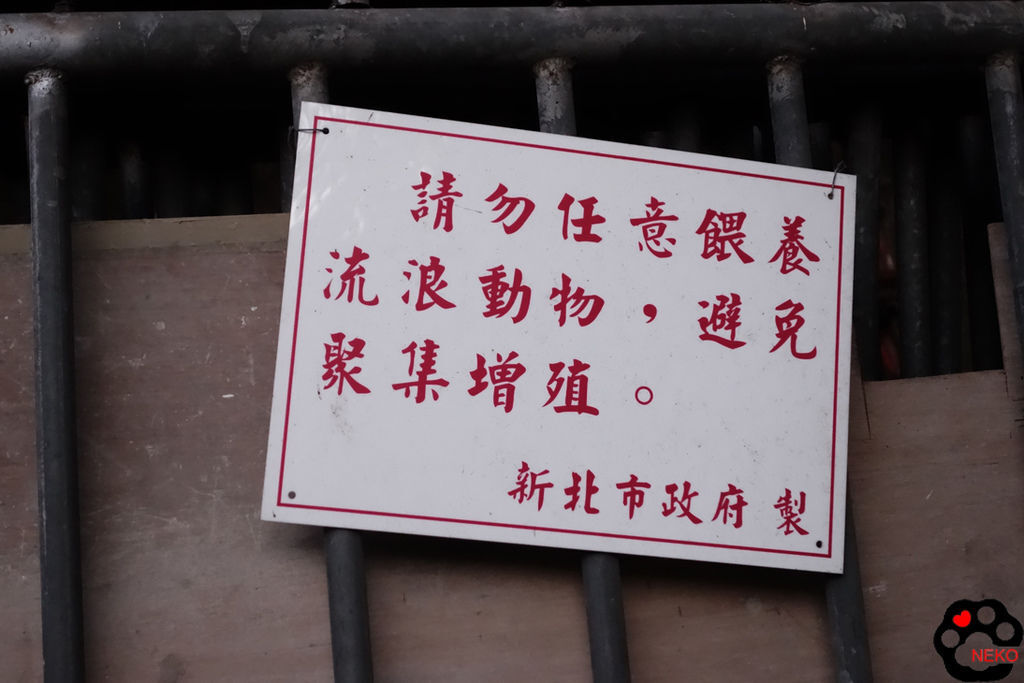 請勿任意餵養
流浪動物，避免
聚集增殖。
新北市政府製
NEKO